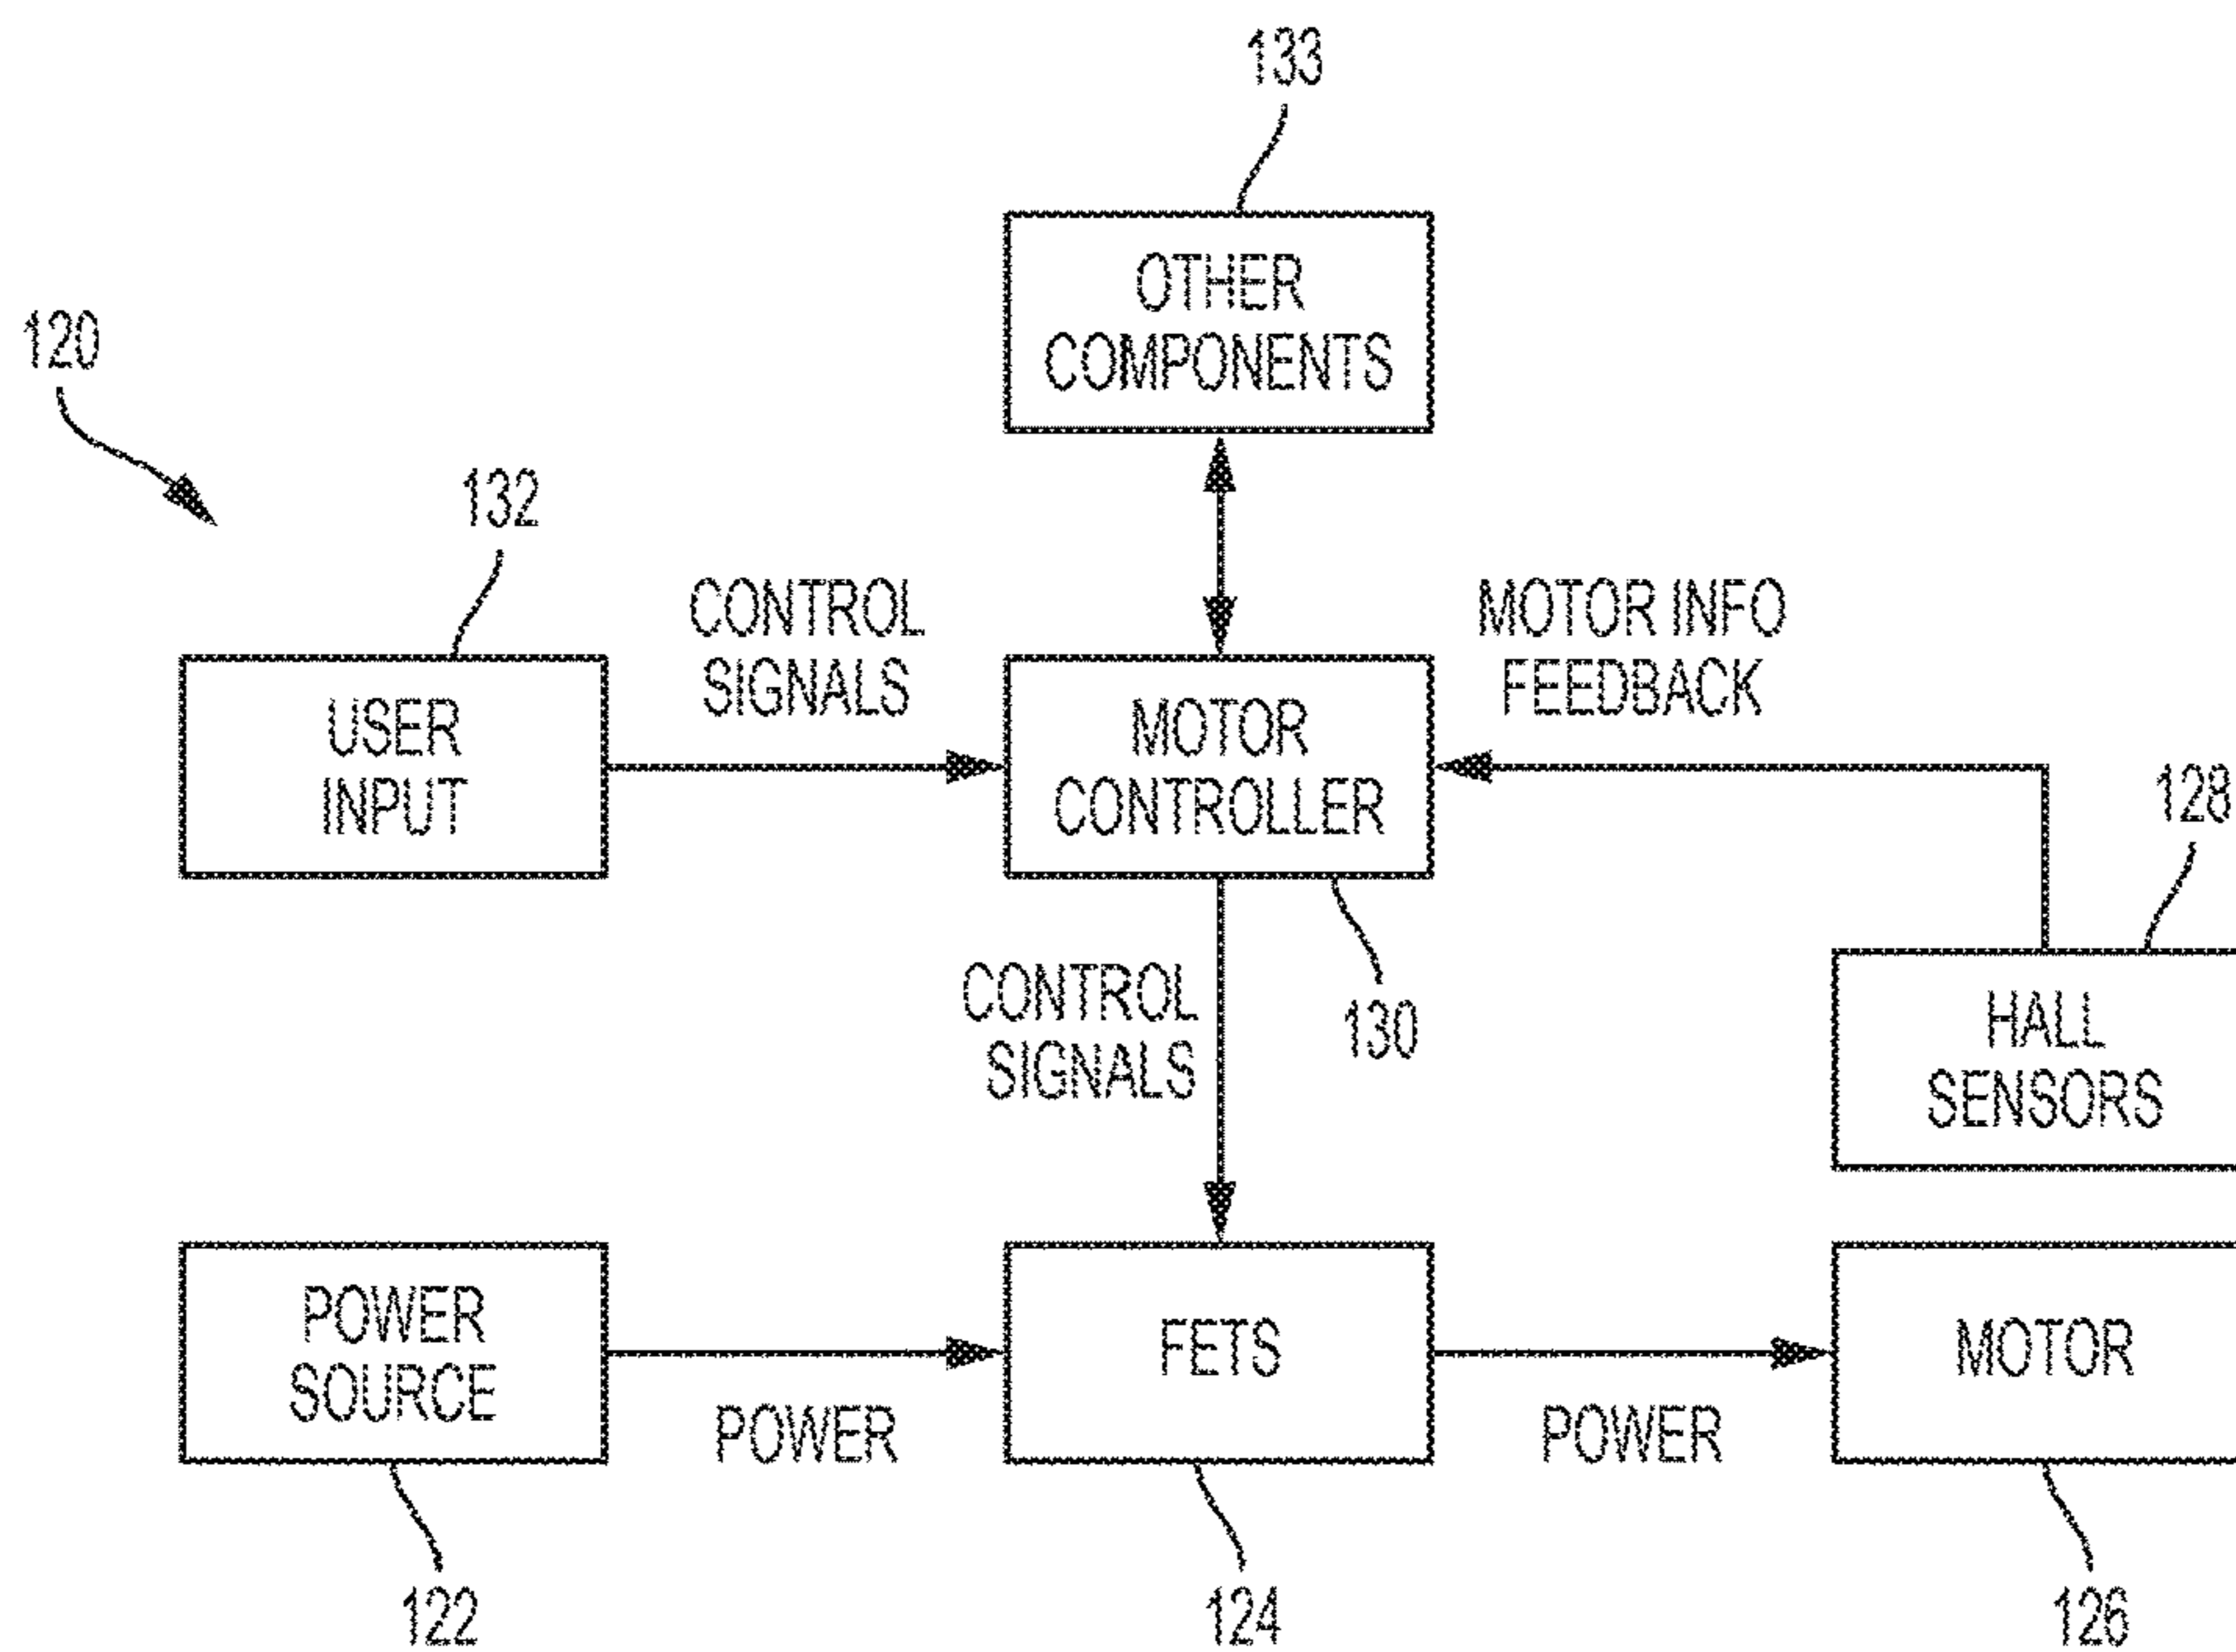 133
OTHER
COMPONENTS
120
132
CONTROL
SIGNALS
MOTOR INFO
FEEDBACK
USER
INPUT
MOTOR
CONTROLLER
128
CONTROL
SIGNALS
130
HALL
SENSORS
POWER
SOURCE
POWER
FETS
POWER
MOTOR
122
124
126